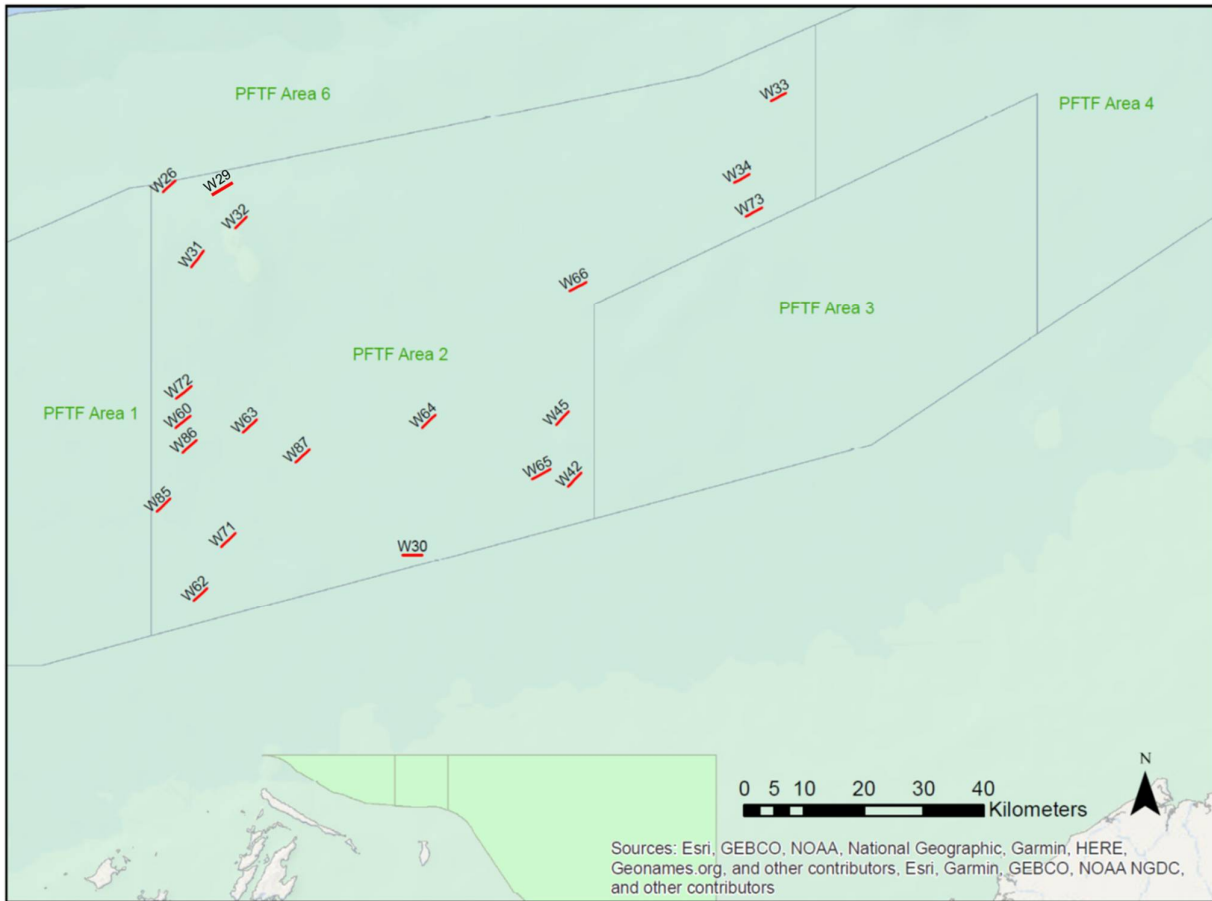 PFTF Area 6
W33
PFTF Area 4
W26
W29
W34
W32
W73
W31
W66
PFTF Area 3
PFTF Area 2
W72
PFTF Area 1
W60
W63
W64
W45
W86
W87
W65
W42
W85
W71
W30
W62
N
0 5 10 20 30 40
Kilometers
Sources: Esri, GEBCO, NOAA, National Geographic, Garmin, HERE,
Geonames.org, and other contributors, Esri, Garmin, GEBCO, NOAA NGDC,
and other contributors